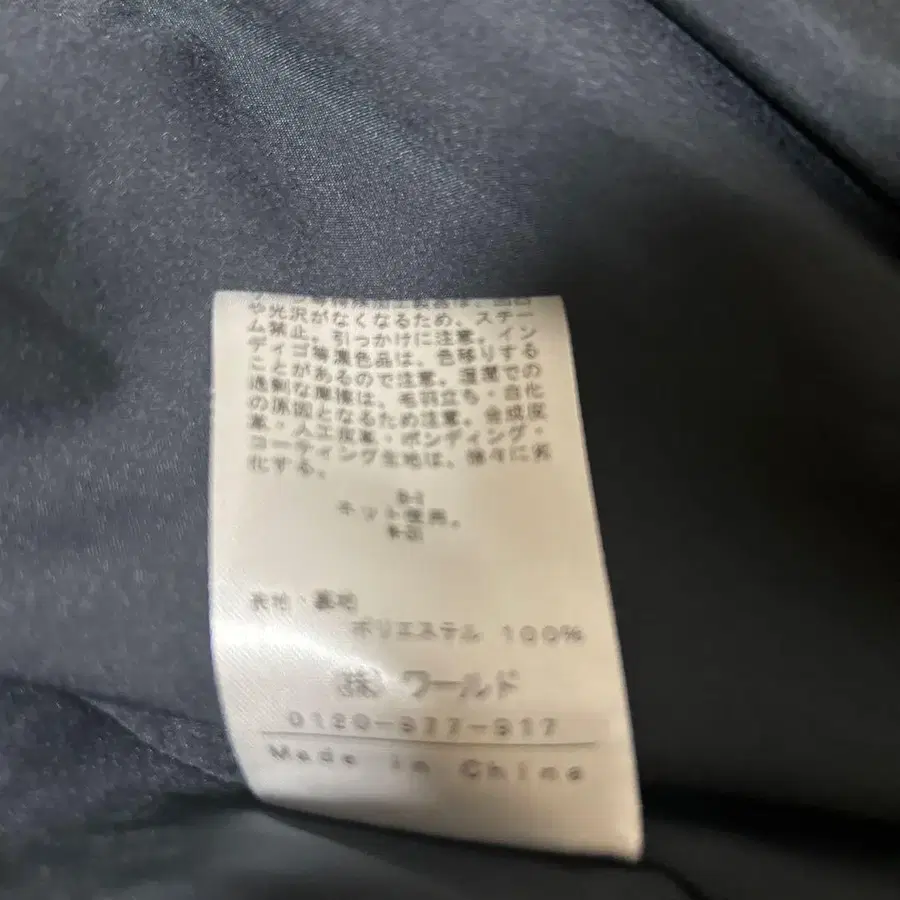 や光沢がなくなるため、スチー
ム禁止。引っかけに注意。イン
ディゴ等濃色品は、色移りする
ことがあるので注意。湿潤での
過剰な摩擦は、毛羽立ち・白化
の原因となるため注意。合成皮
革・人工皮革・ボンディング・
コーティング生地は、徐々に劣
化する。
ネット使用。
表地・裏地
ポリエステル 100%
(株) ワールド
0120-977-917
Made in China